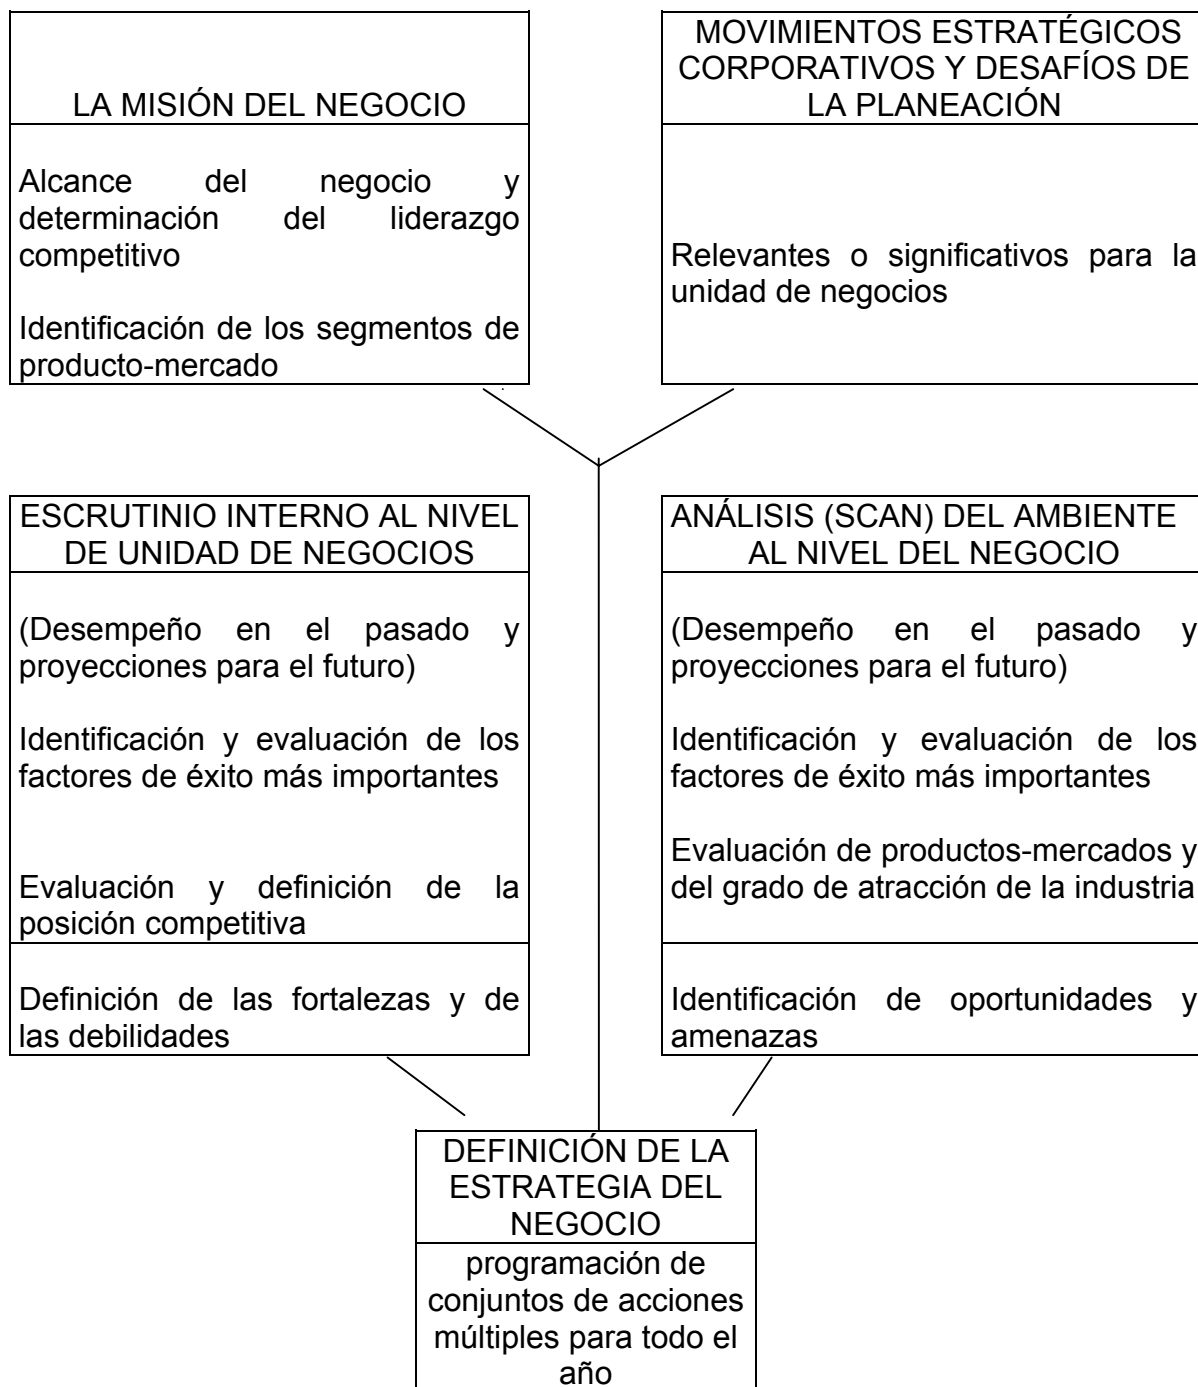 LA MISIÓN DEL NEGOCIO
Alcance del negocio y
determinación del liderazgo
competitivo
Identificación de los segmentos de
producto-mercado
MOVIMIENTOS ESTRATÉGICOS
CORPORATIVOS Y DESAFÍOS DE
LA PLANEACIÓN
Relevantes o significativos para la
unidad de negocios
ESCRUTINIO INTERNO AL NIVEL
DE UNIDAD DE NEGOCIOS
(Desempeño en el pasado y
proyecciones para el futuro)
Identificación y evaluación de los
factores de éxito más importantes
Evaluación y definición de la
posición competitiva
Definición de las fortalezas y de
las debilidades
ANÁLISIS (SCAN) DEL AMBIENTE
AL NIVEL DEL NEGOCIO
(Desempeño en el pasado y
proyecciones para el futuro)
Identificación y evaluación de los
factores de éxito más importantes
Evaluación de productos-mercados y
del grado de atracción de la industria
Identificación de oportunidades y
amenazas
DEFINICIÓN DE LA
ESTRATEGIA DEL
NEGOCIO
programación de
conjuntos de acciones
múltiples para todo el
año